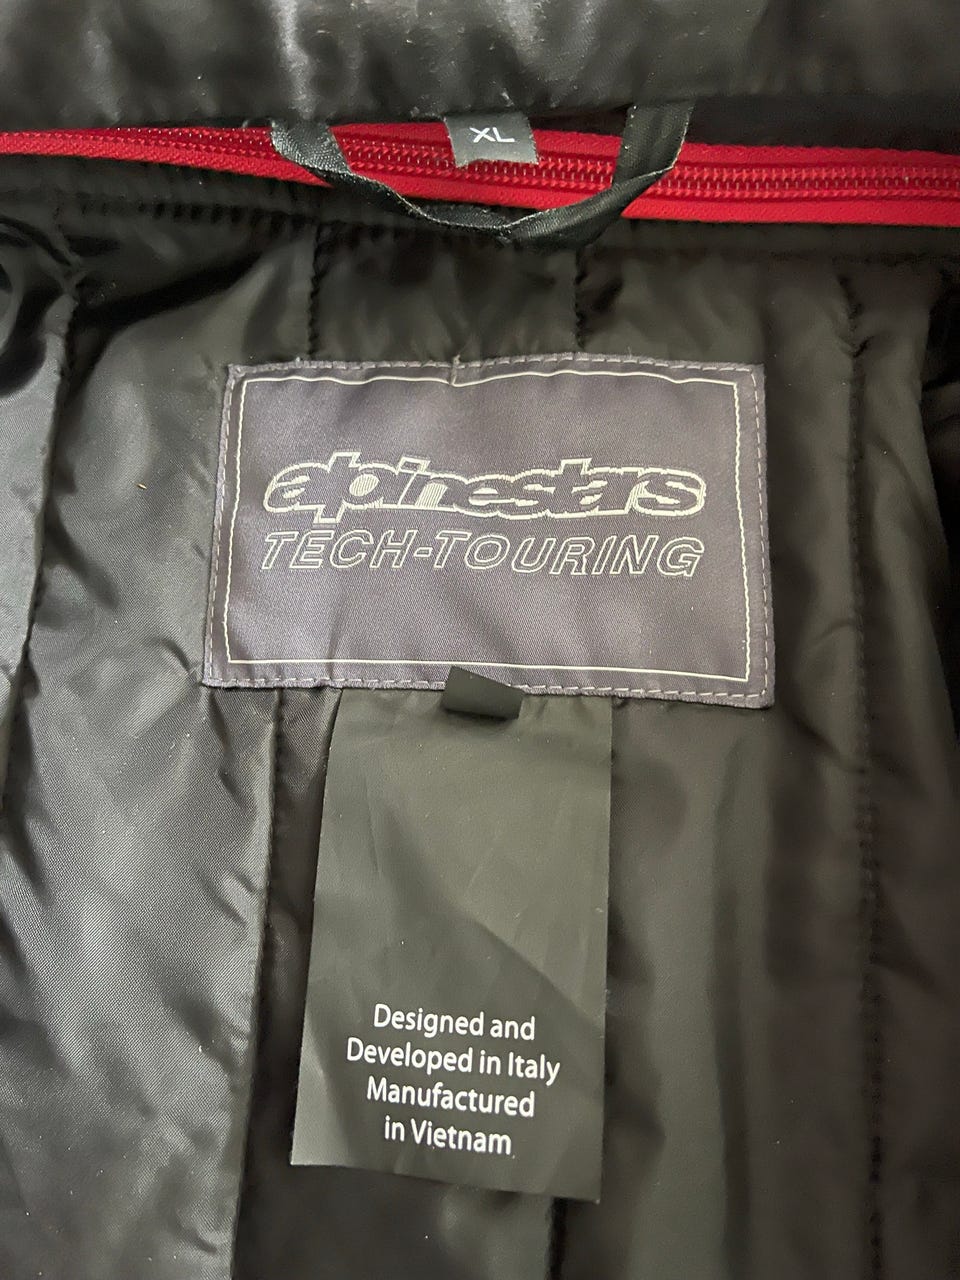 XL
alpinestars
TECH-TOURING
Designed and
Developed in Italy
Manufactured
in Vietnam